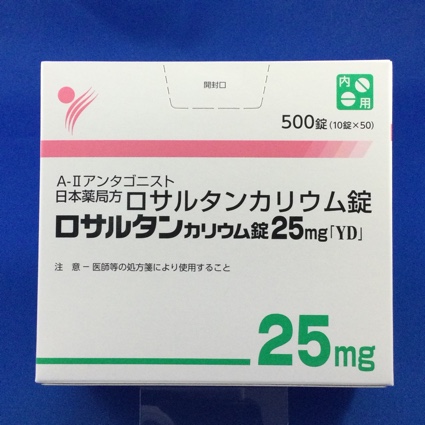 開封口
内
用
500錠(10錠×50)
A-IIアンタゴニスト
日本薬局方 ロサルタンカリウム錠
ロサルタンカリウム錠25mg「YD」
注 意－医師等の処方箋により使用すること
25mg